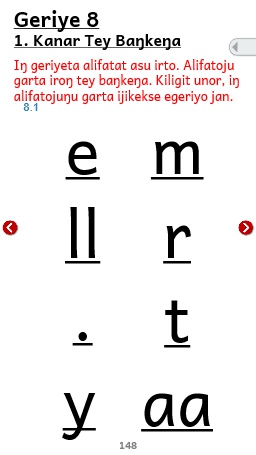 Geriye 8
1. Kanar Tey Baŋkeŋa
Iŋ geriyeta alifatat asu irto. Alifatoju
garta iroŋ tey baŋkeŋa. Kiligit unor, iŋ
alifatojuŋu garta ijikekse egeriyo jan.
8.1
e m
ll r
. t
y aa
148